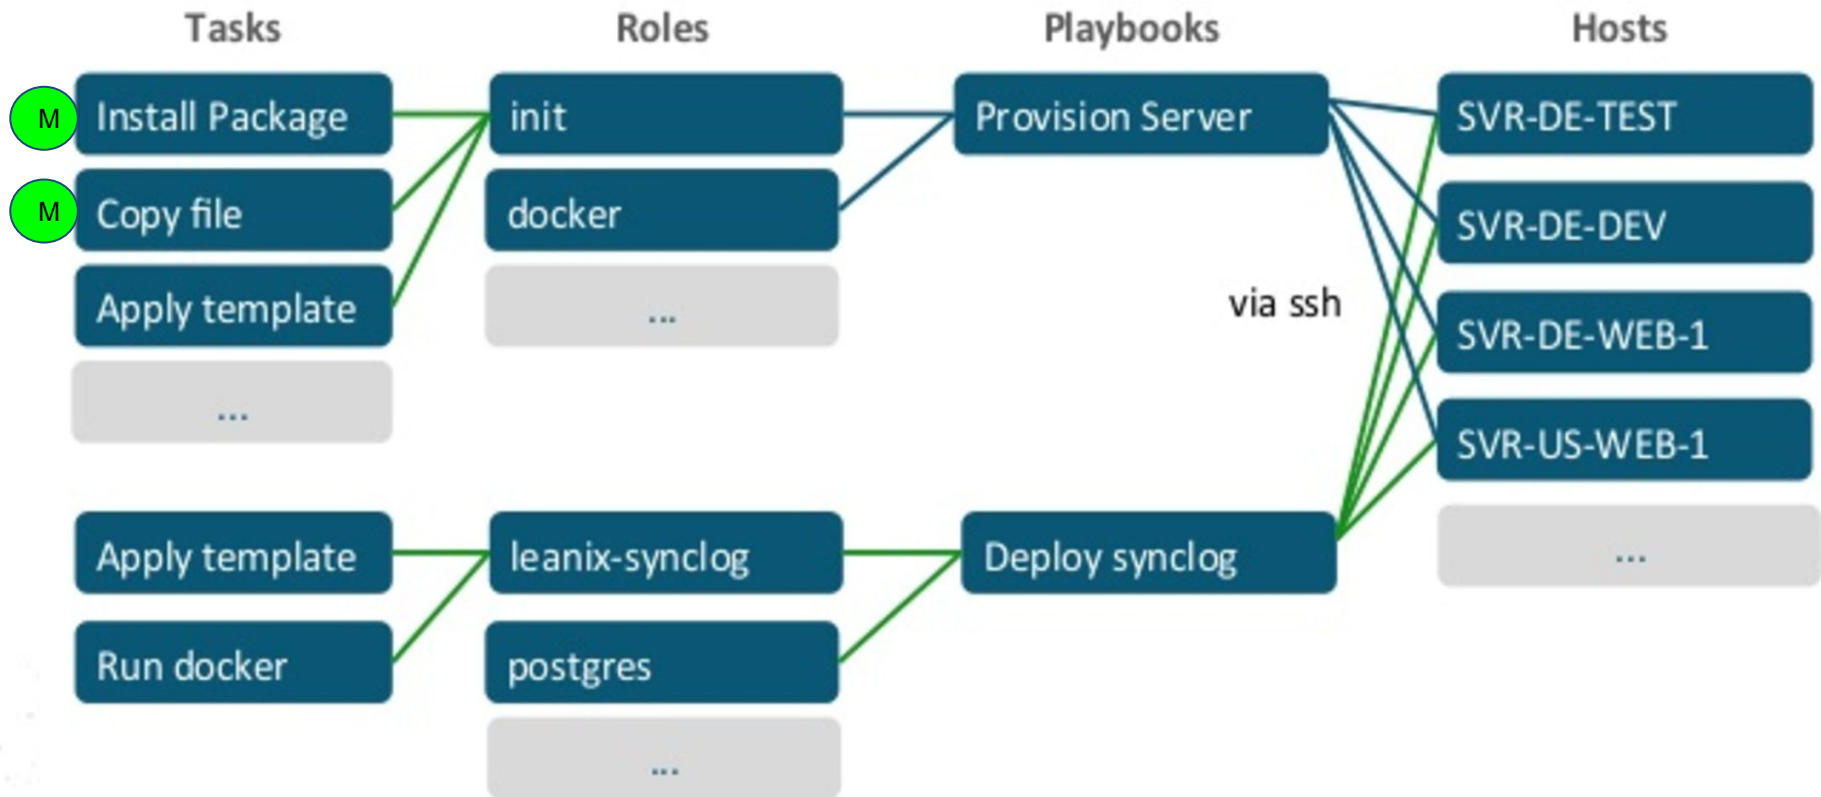 Tasks
Roles
Playbooks
Hosts
M
Install Package
init
Provision Server
SVR-DE-TEST
M
Copy file
docker
SVR-DE-DEV
Apply template
...
via ssh
SVR-DE-WEB-1
...
SVR-US-WEB-1
Apply template
leanix-synclog
Deploy synclog
...
Run docker
postgres
...